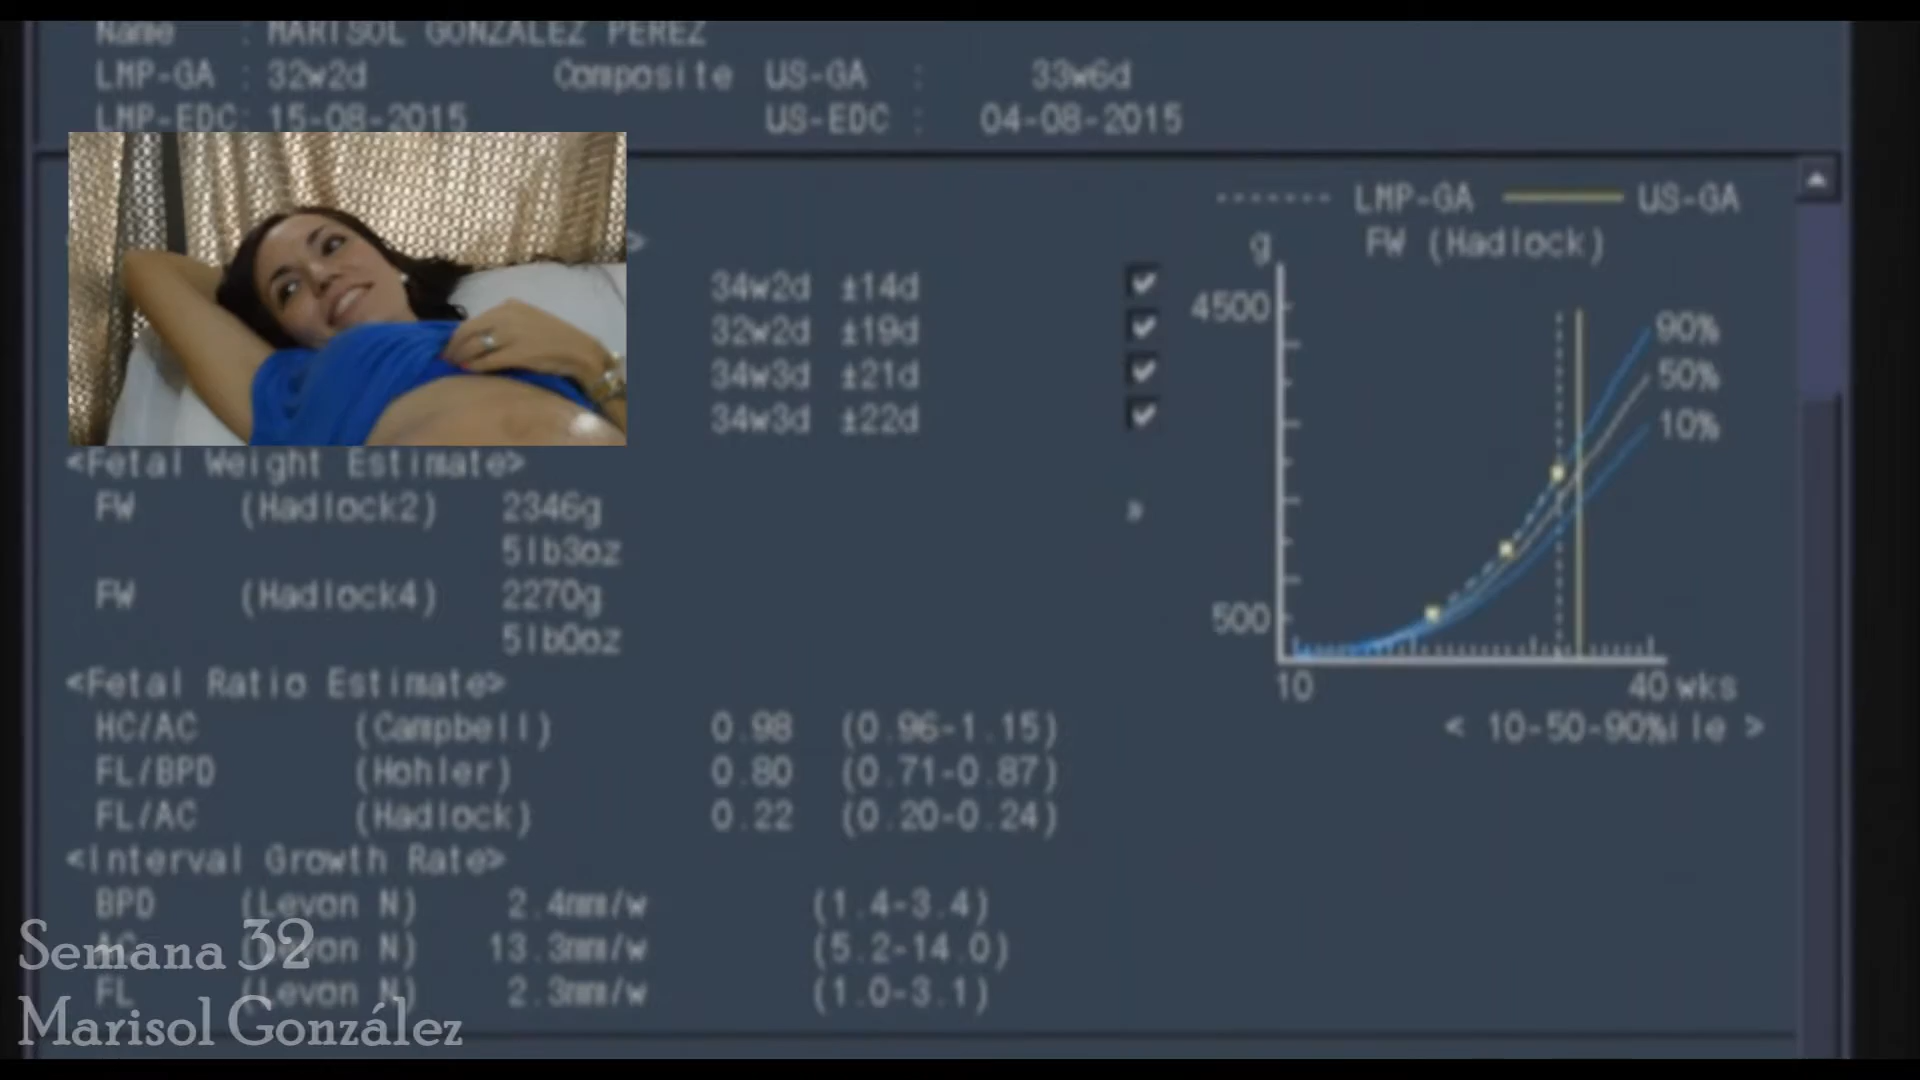 Name : MARISOL GONZALEZ PEREZ
LMP-GA : 32w2d Composite US-GA : 33w6d
LMP-EDC: 15-08-2015 US-EDC : 04-08-2015
LMP-GA US-GA
g FW (Hadlock)
34w2d ±14d
4500
32w2d ±19d
90%
34w3d ±21d
50%
34w3d ±22d
10%
<Fetal Weight Estimate>
FW (Hadlock2) 2346g
5lb3oz
FW (Hadlock4) 2270g
5lb0oz
500
<Fetal Ratio Estimate>
10 40 wks
HC/AC (Campbell) 0.98 (0.96-1.15)
< 10-50-90%ile >
FL/BPD (Hohler) 0.80 (0.71-0.87)
FL/AC (Hadlock) 0.22 (0.20-0.24)
<Interval Growth Rate>
BPD (Levon N) 2.4mm/w (1.4-3.4)
AC (Levon N) 13.3mm/w (5.2-14.0)
FL (Levon N) 2.3mm/w (1.0-3.1)
Semana 32
Marisol González